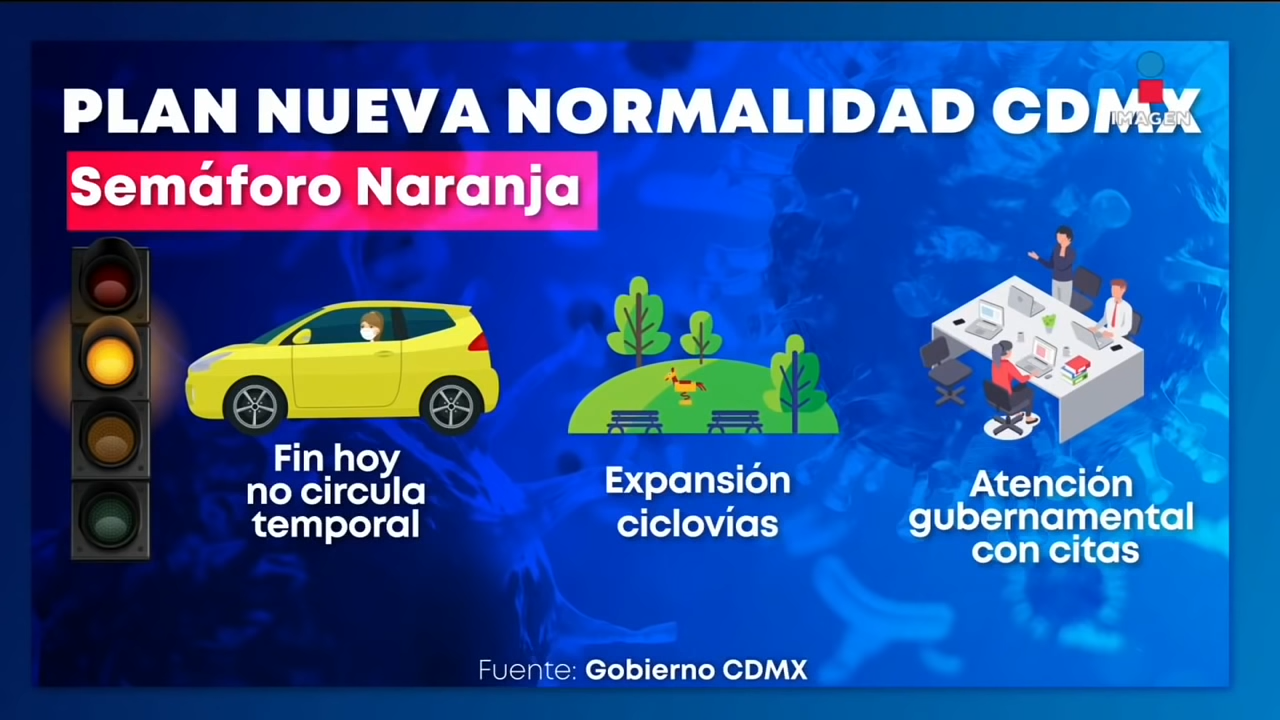 PLAN NUEVA NORMALIDAD CDMX
IMAGEN
Semáforo Naranja
Fin hoy
no circula
temporal
Expansión
ciclovías
Atención
gubernamental
con citas
Fuente: Gobierno CDMX